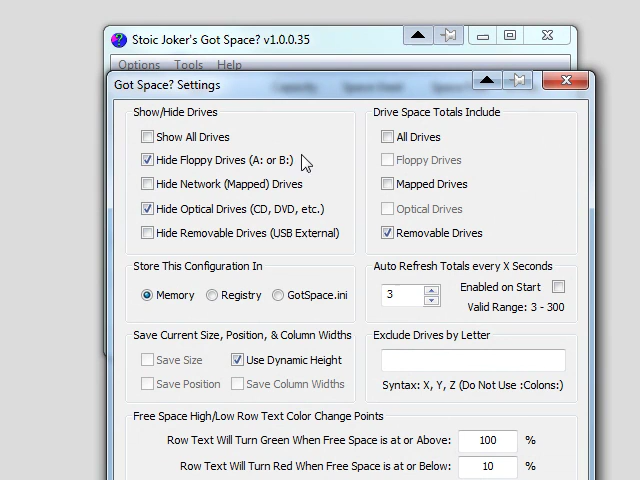 Stoic Joker's Got Space? v1.0.0.35
Options Tools Help
Capacity Space Used
Got Space? Settings
Show/Hide Drives
Show All Drives
Hide Floppy Drives (A: or B:)
Hide Network (Mapped) Drives
Hide Optical Drives (CD, DVD, etc.)
Hide Removable Drives (USB External)
Drive Space Totals Include
All Drives
Floppy Drives
Mapped Drives
Optical Drives
Removable Drives
Store This Configuration In
Memory Registry GotSpace.ini
Auto Refresh Totals every X Seconds
3 Enabled on Start
Valid Range: 3 - 300
Save Current Size, Position, & Column Widths
Save Size Use Dynamic Height
Save Position Save Column Widths
Exclude Drives by Letter
Syntax: X, Y, Z (Do Not Use :Colons:)
Free Space High/Low Row Text Color Change Points
Row Text Will Turn Green When Free Space is at or Above: 100 %
Row Text Will Turn Red When Free Space is at or Below: 10 %